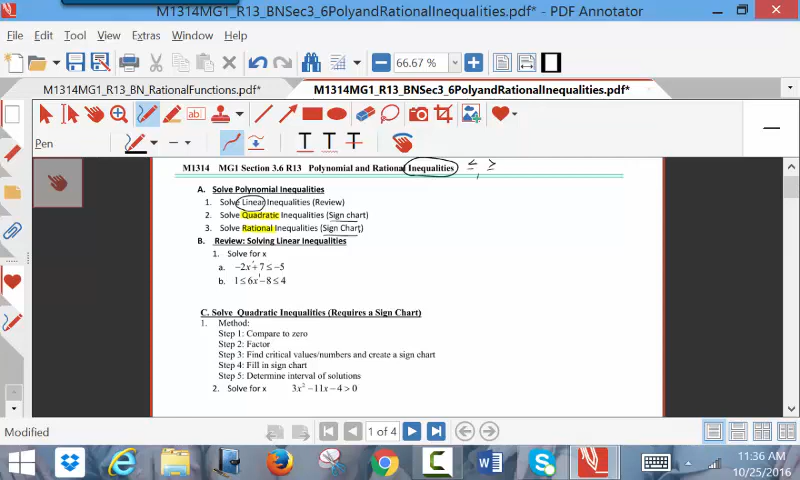 M1314MG1_R13_BNSec3_6PolyandRationalInequalities.pdf* - PDF Annotator
File Edit Tool Extra Window Help
66.67 %
M1314MG1_R13_BN_RationalFunctions.pdf* M1314MG1_R13_BNSec3_6PolyandRationalInequalities.pdf*
Pen
M1314 MG1 Section 3.6 R13 Polynomial and Rational Inequalities ≤ ≥
A. Solve Polynomial Inequalities
1. Solve Linear Inequalities (Review)
2. Solve Quadratic Inequalities (Sign chart)
3. Solve Rational Inequalities (Sign Chart)
B. Review: Solving Linear Inequalities
1. Solve for x
a. −2x+7 ≤ −5
b. 1 ≤ 6x−8 ≤ 4
C. Solve Quadratic Inequalities (Requires a Sign Chart)
1. Method:
Step 1: Compare to zero
Step 2: Factor
Step 3: Find critical values/numbers and create a sign chart
Step 4: Fill in sign chart
Step 5: Determine interval of solutions
2. Solve for x 3x² −11x − 4 > 0
Modified 1 of 4
11:36 AM
10/25/2016